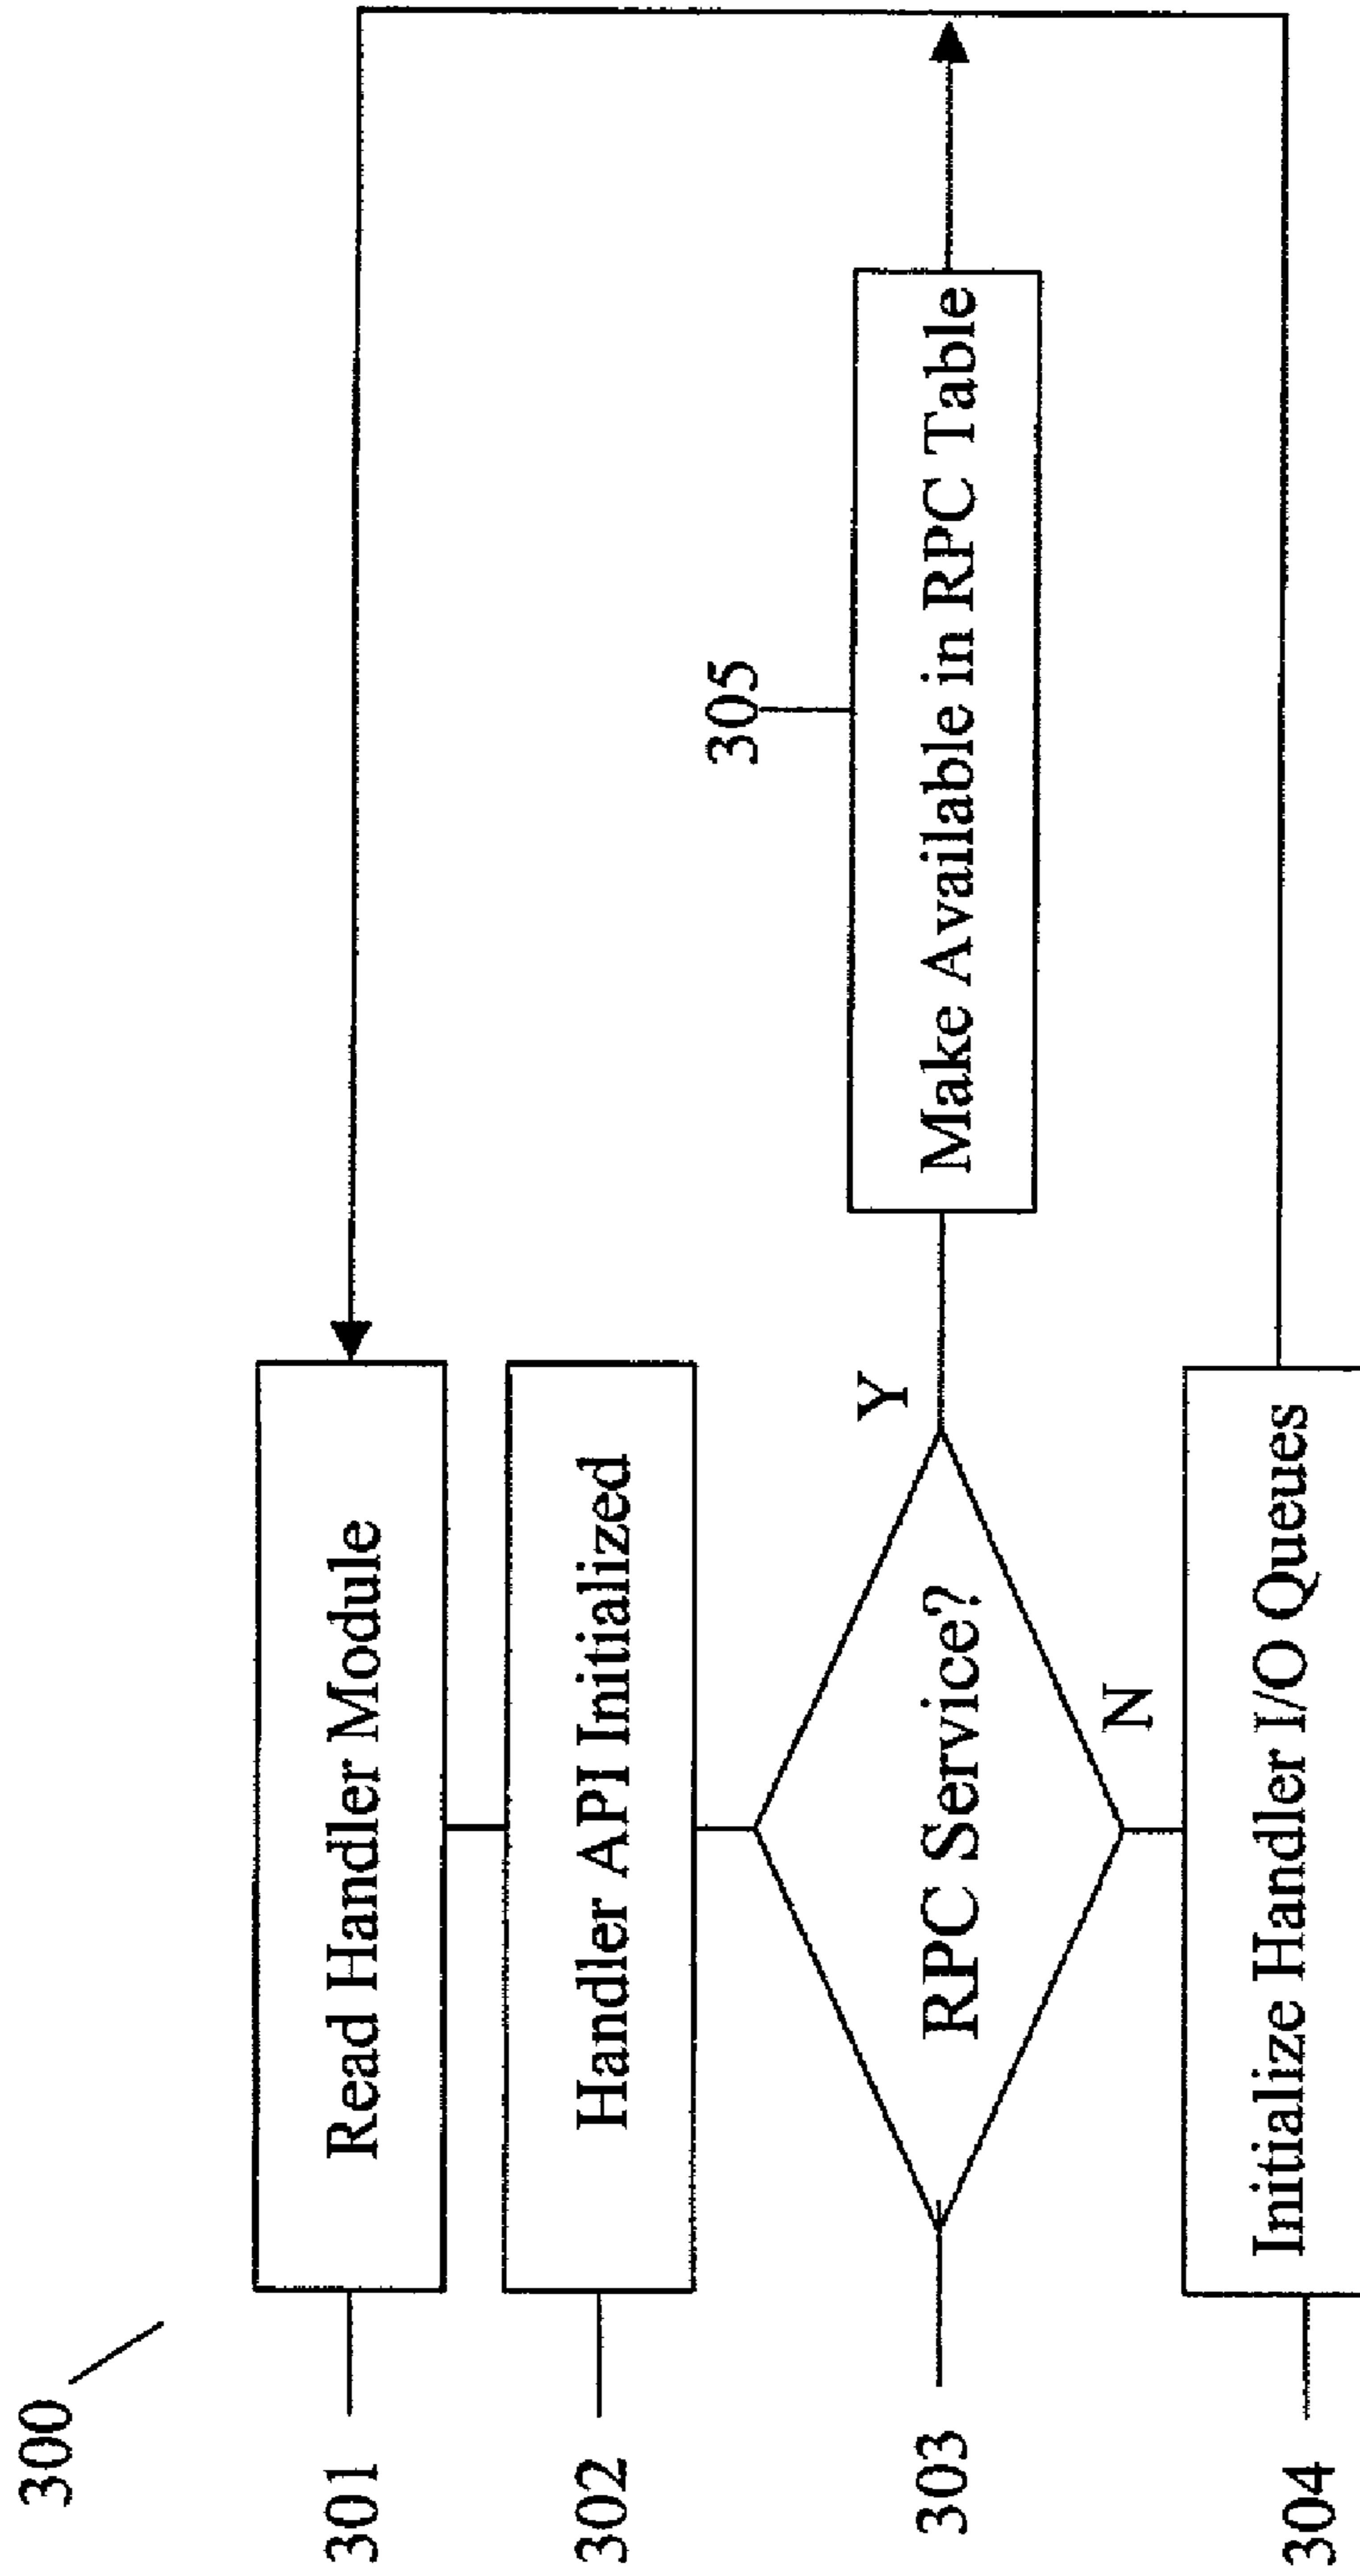 300
301
Read Handler Module
302
Handler API Initialized
303
RPC Service?
Y
305
Make Available in RPC Table
N
304
Initialize Handler I/O Queues